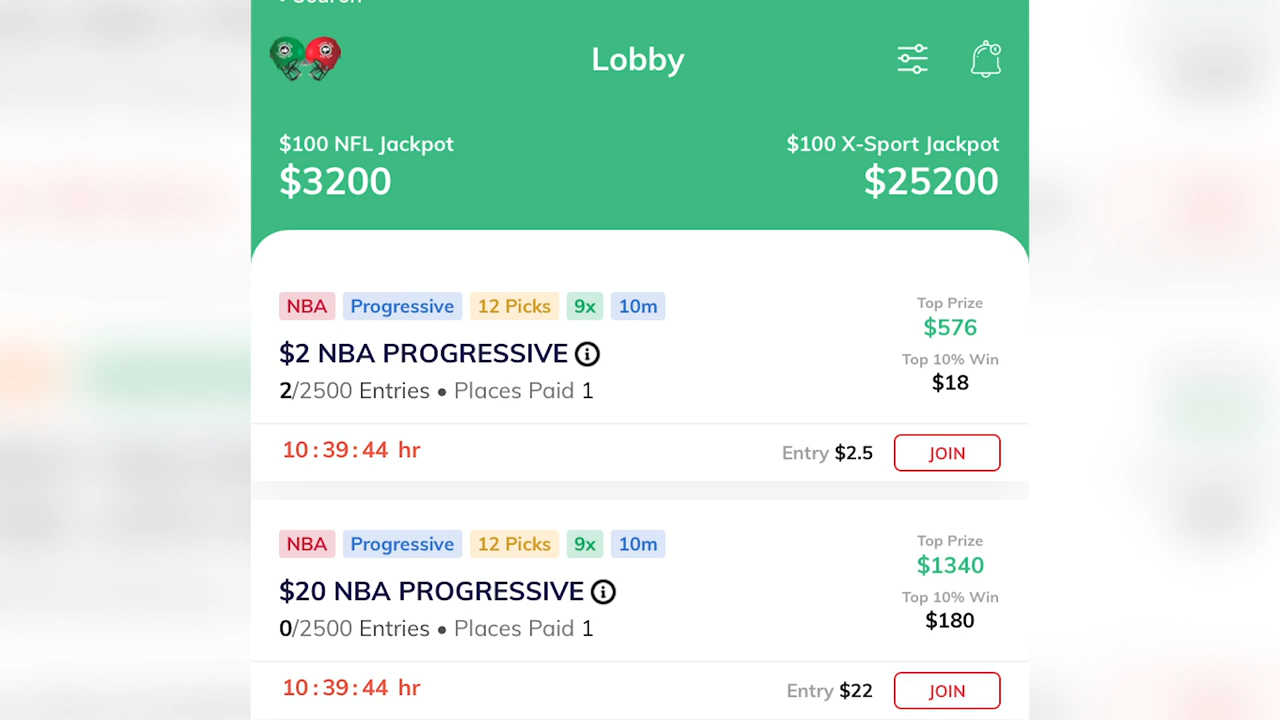 Lobby
$100 NFL Jackpot $100 X-Sport Jackpot
$3200 $25200
NBA Progressive 12 Picks 9x 10m
Top Prize
$576
$2 NBA PROGRESSIVE
Top 10% Win
$18
2/2500 Entries • Places Paid 1
10:39:44 hr Entry $2.5 JOIN
NBA Progressive 12 Picks 9x 10m
Top Prize
$1340
$20 NBA PROGRESSIVE
Top 10% Win
$180
0/2500 Entries • Places Paid 1
10:39:44 hr Entry $22 JOIN